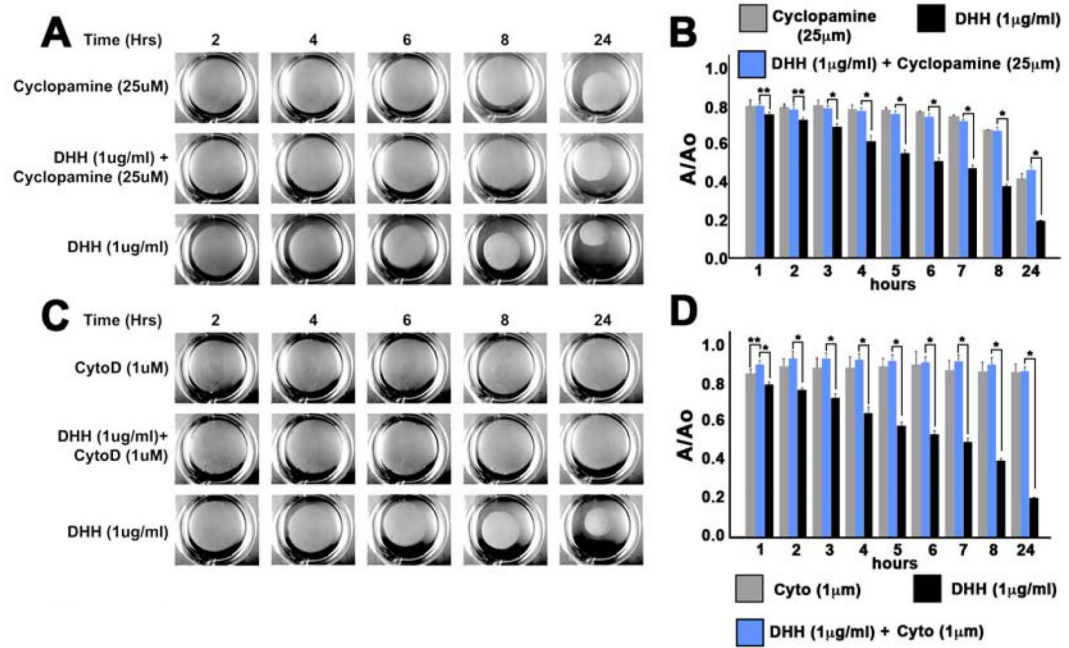 A
Time (Hrs) 2 4 6 8 24
Cyclopamine (25uM)
DHH (1ug/ml) +
Cyclopamine (25uM)
DHH (1ug/ml)
B
Cyclopamine
(25μm)
DHH (1μg/ml)
DHH (1μg/ml) + Cyclopamine (25μm)
A/Ao
1.0
0.8
0.6
0.4
0.2
0.0
** ** * * * * * * *
1 2 3 4 5 6 7 8 24
hours
C
Time (Hrs) 2 4 6 8 24
CytoD (1uM)
DHH (1ug/ml)+
CytoD (1uM)
DHH (1ug/ml)
D
A/Ao
1.0
0.8
0.6
0.4
0.2
0.0
** * * * * * * * * *
1 2 3 4 5 6 7 8 24
hours
Cyto (1μm)
DHH (1μg/ml)
DHH (1μg/ml) + Cyto (1μm)